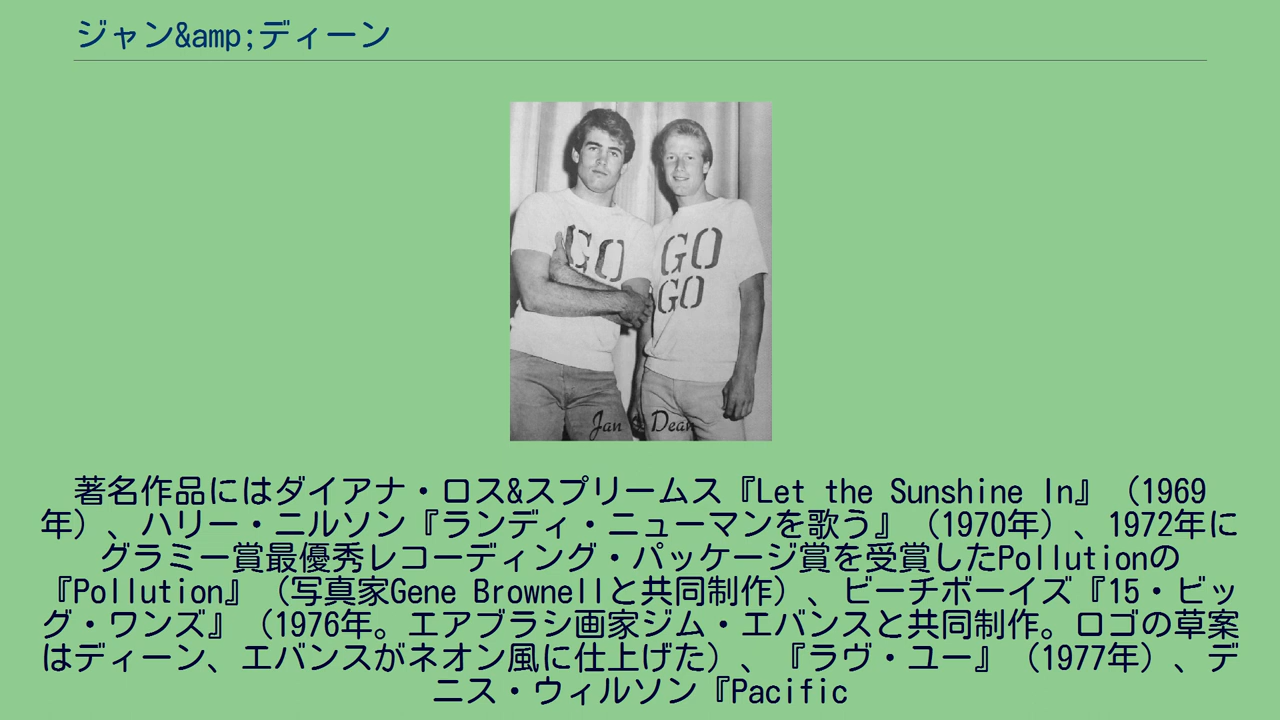 ジャン&amp;ディーン
GO
GO
GO
Jan & Dean
著名作品にはダイアナ・ロス&スプリームス『Let the Sunshine In』（1969
年）、ハリー・ニルソン『ランディ・ニューマンを歌う』（1970年）、1972年に
グラミー賞最優秀レコーディング・パッケージ賞を受賞したPollutionの
『Pollution』（写真家Gene Brownellと共同制作）、ビーチボーイズ『15・ビッ
グ・ワンズ』（1976年。エアブラシ画家ジム・エバンスと共同制作。ロゴの草案
はディーン、エバンスがネオン風に仕上げた）、『ラヴ・ユー』（1977年）、デ
ニス・ウィルソン『Pacific